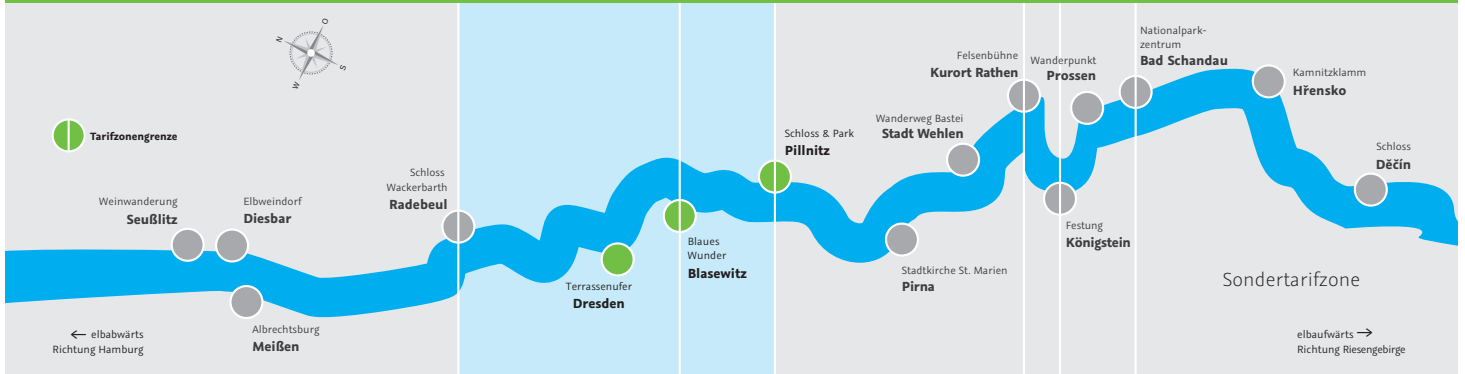 N
O
S
W
Tarifzonengrenze
Weinwanderung
Seußlitz
Elbweindorf
Diesbar
Albrechtsburg
Meißen
Schloss
Wackerbarth
Radebeul
Terrassenufer
Dresden
Blaues
Wunder
Blasewitz
Schloss & Park
Pillnitz
Stadtkirche St. Marien
Pirna
Wanderweg Bastei
Stadt Wehlen
Felsenbühne
Kurort Rathen
Festung
Königstein
Wanderpunkt
Prossen
Nationalpark-
zentrum
Bad Schandau
Kamnitzklamm
Hřensko
Schloss
Děčín
Sondertarifzone
← elbabwärts
Richtung Hamburg
elbaufwärts →
Richtung Riesengebirge